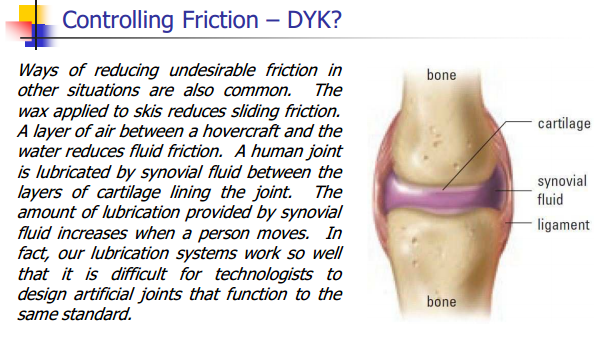 Controlling Friction – DYK?
Ways of reducing undesirable friction in
other situations are also common. The
wax applied to skis reduces sliding friction.
A layer of air between a hovercraft and the
water reduces fluid friction. A human joint
is lubricated by synovial fluid between the
layers of cartilage lining the joint. The
amount of lubrication provided by synovial
fluid increases when a person moves. In
fact, our lubrication systems work so well
that it is difficult for technologists to
design artificial joints that function to the
same standard.
bone
cartilage
synovial
fluid
ligament
bone